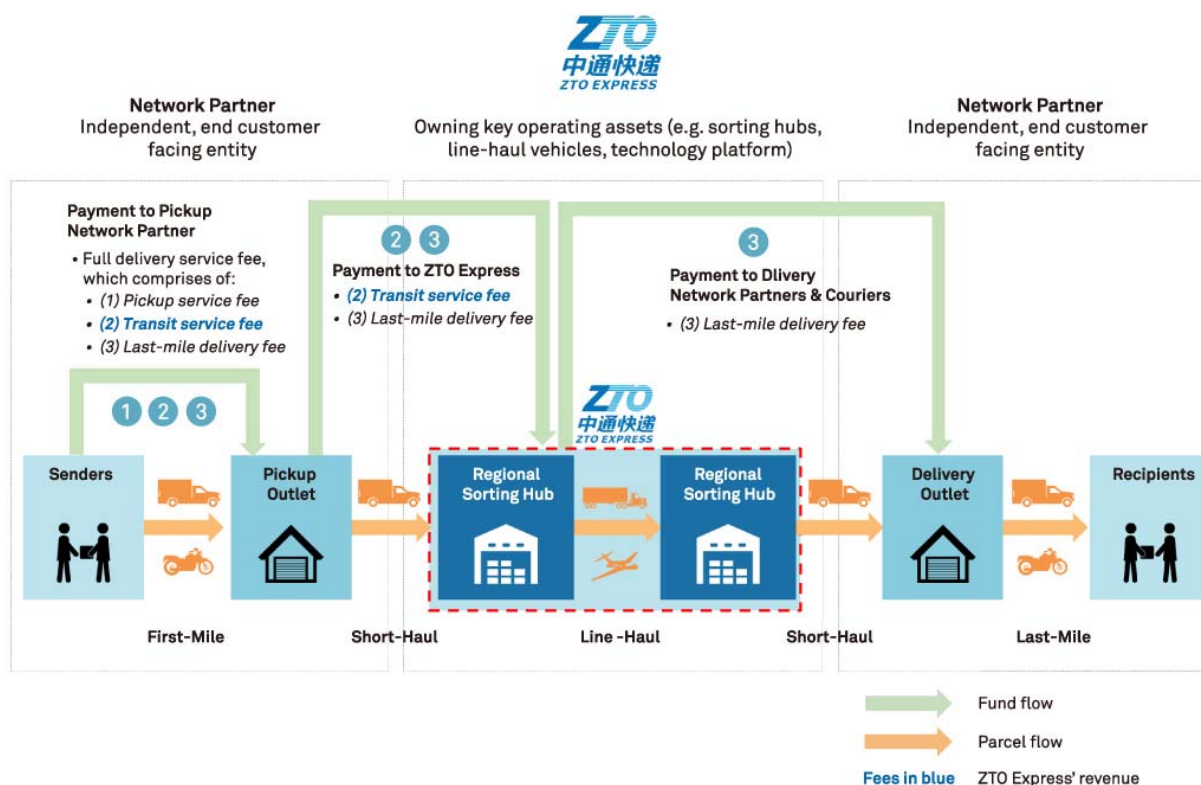 ZTO
中通快递
ZTO EXPRESS
Network Partner
Independent, end customer
facing entity
Owning key operating assets (e.g. sorting hubs,
line-haul vehicles, technology platform)
Network Partner
Independent, end customer
facing entity
Payment to Pickup
Network Partner
• Full delivery service fee,
which comprises of:
• (1) Pickup service fee
• (2) Transit service fee
• (3) Last-mile delivery fee
1 2 3
2 3
Payment to ZTO Express
• (2) Transit service fee
• (3) Last-mile delivery fee
3
Payment to Dlivery
Network Partners & Couriers
• (3) Last-mile delivery fee
ZTO
中通快递
ZTO EXPRESS
Senders
Pickup
Outlet
Regional
Sorting Hub
Regional
Sorting Hub
Delivery
Outlet
Recipients
First-Mile
Short-Haul
Line -Haul
Short-Haul
Last-Mile
Fund flow
Parcel flow
Fees in blue ZTO Express' revenue